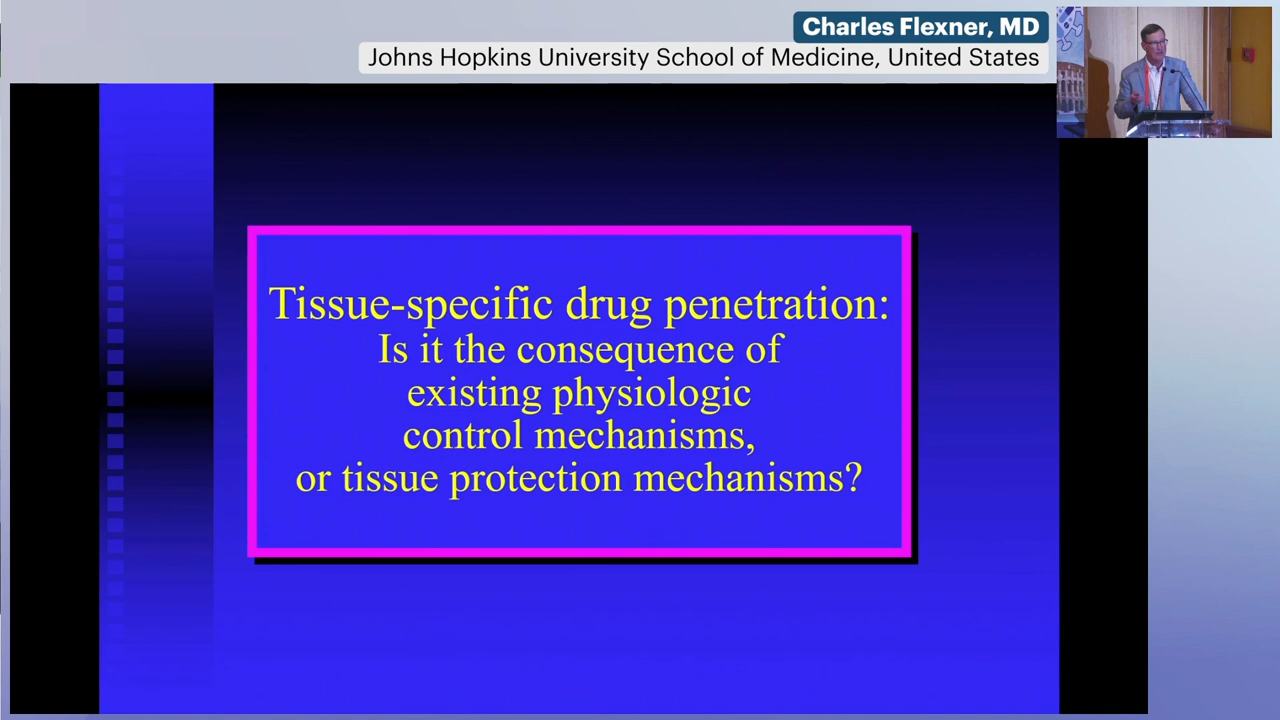 Charles Flexner, MD
Johns Hopkins University School of Medicine, United States
Tissue-specific drug penetration:
Is it the consequence of
existing physiologic
control mechanisms,
or tissue protection mechanisms?